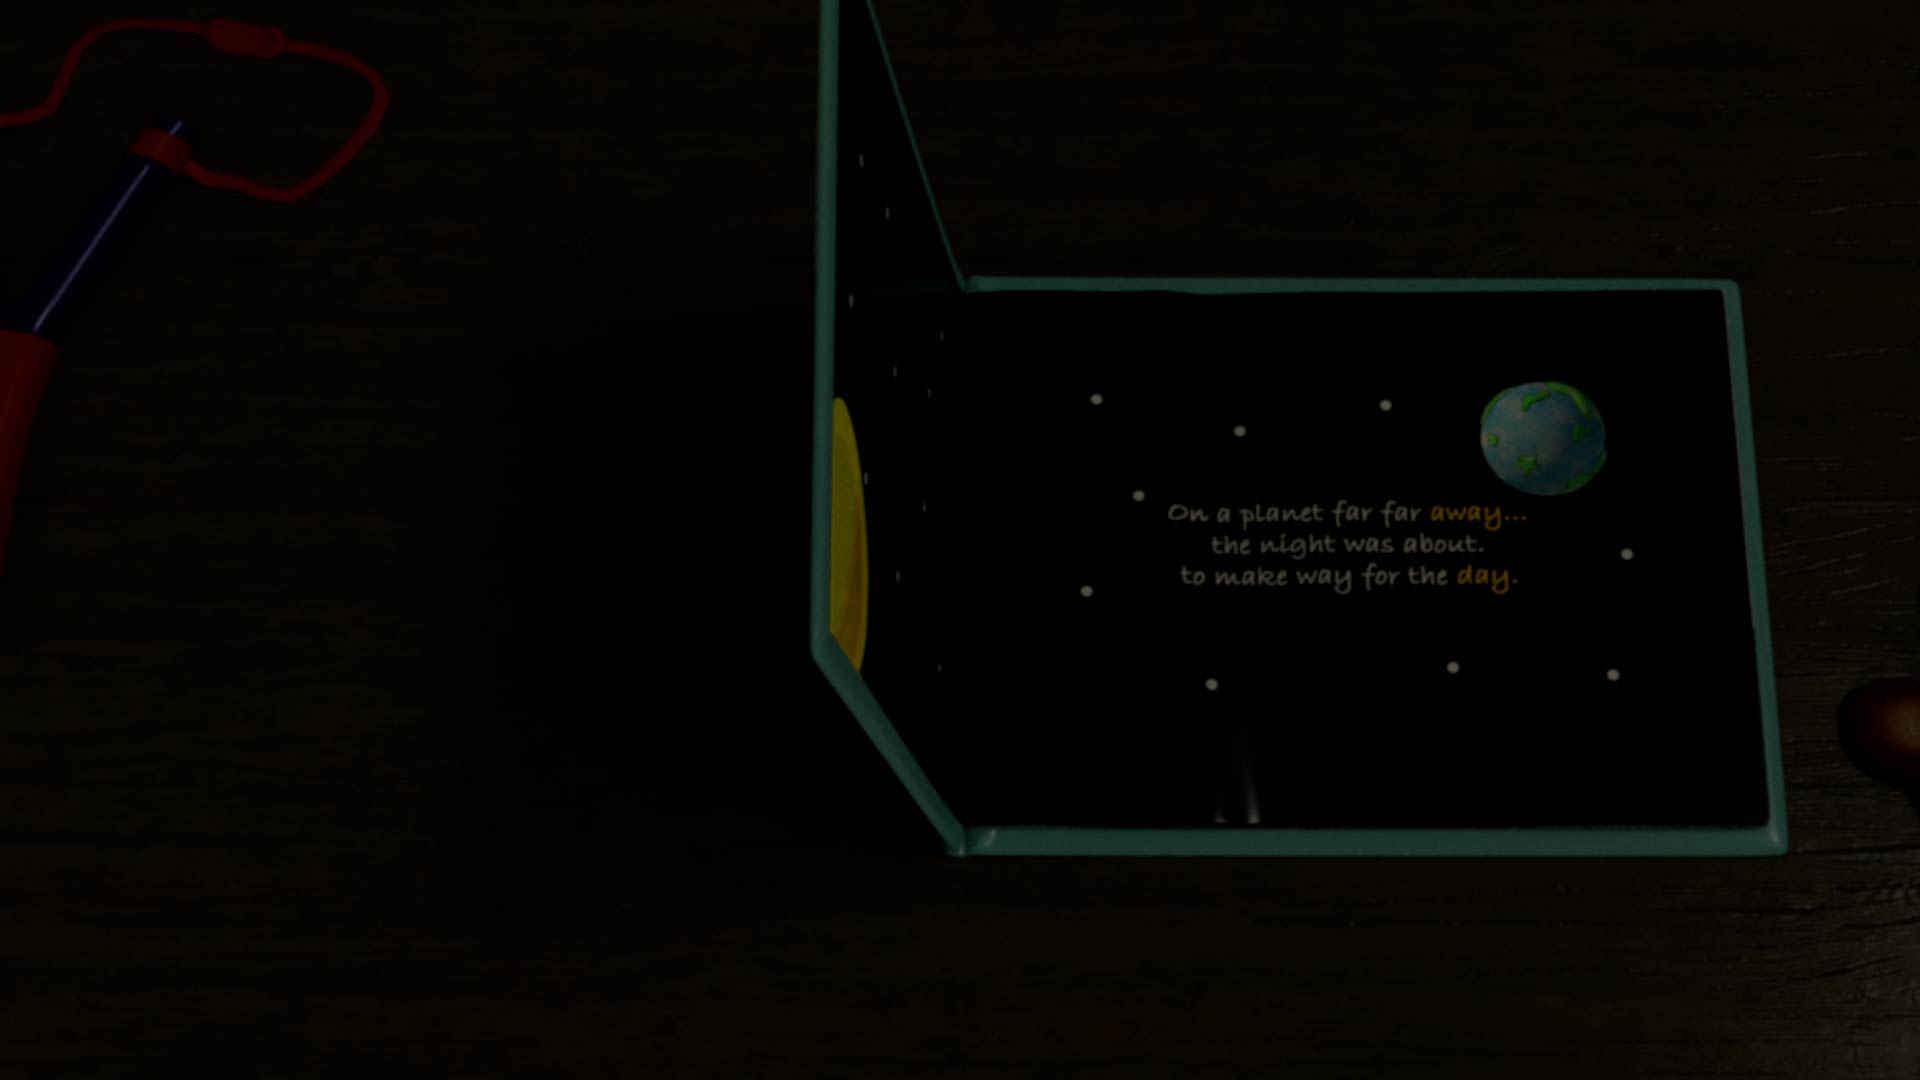 On a planet far far away...
the night was about.
to make way for the day.